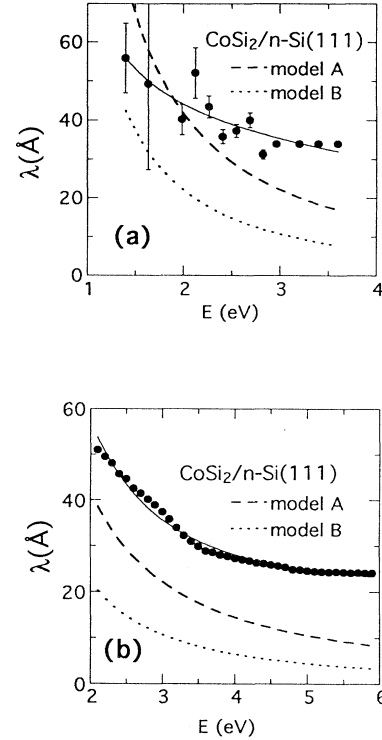 60
CoSi₂/n-Si(111)
model A
model B
40
λ(Å)
20
(a)
0
1 2 3 4
E (eV)
60
CoSi₂/n-Si(111)
model A
model B
40
λ(Å)
20
(b)
0
2 3 4 5 6
E (eV)